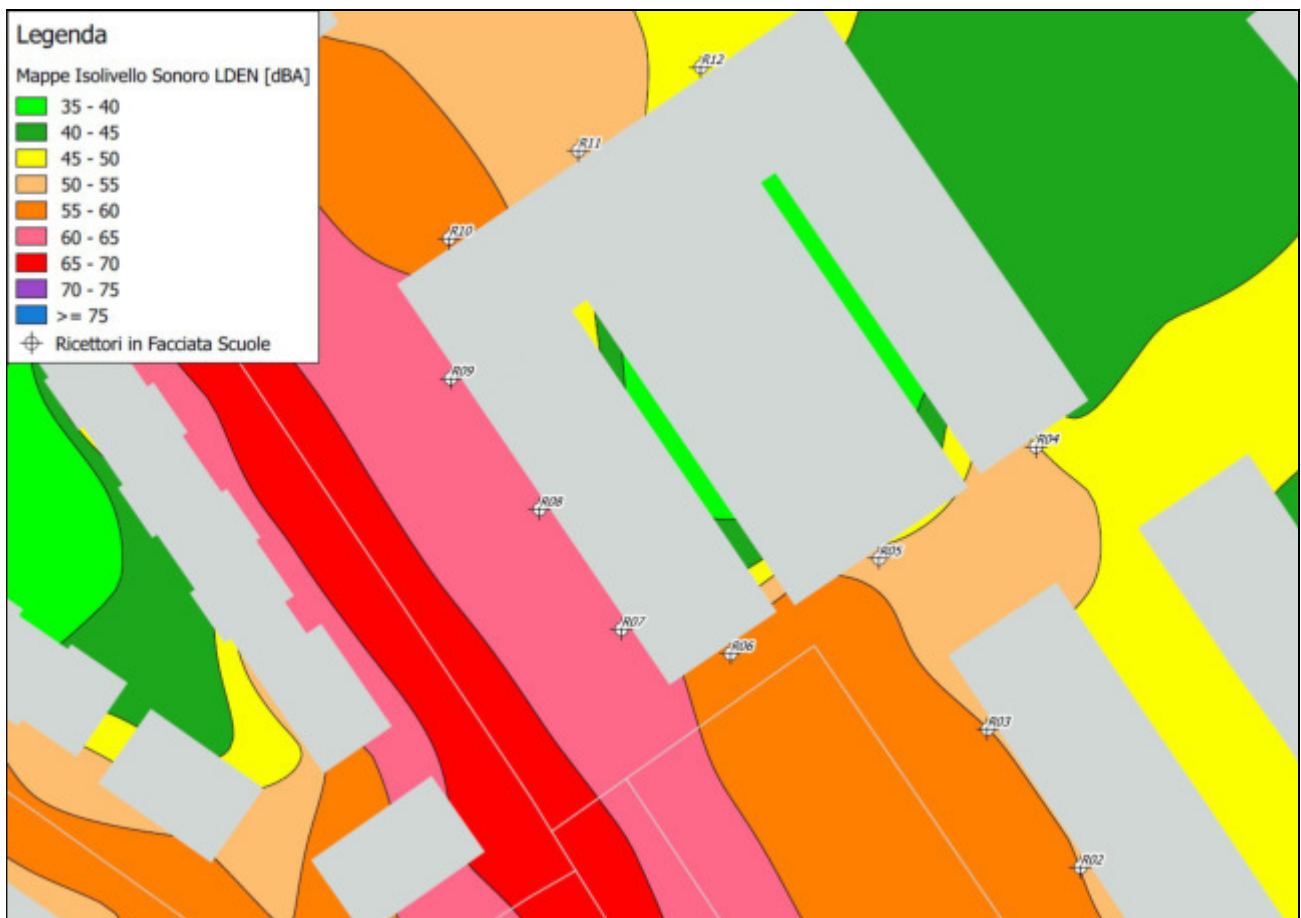 Legenda
Mappe Isolivello Sonoro LDEN [dBA]
35 - 40
40 - 45
45 - 50
50 - 55
55 - 60
60 - 65
65 - 70
70 - 75
>= 75
Ricettori in Facciata Scuole
R12
R11
R10
R09
R04
R08
R05
R07
R06
R03
R02